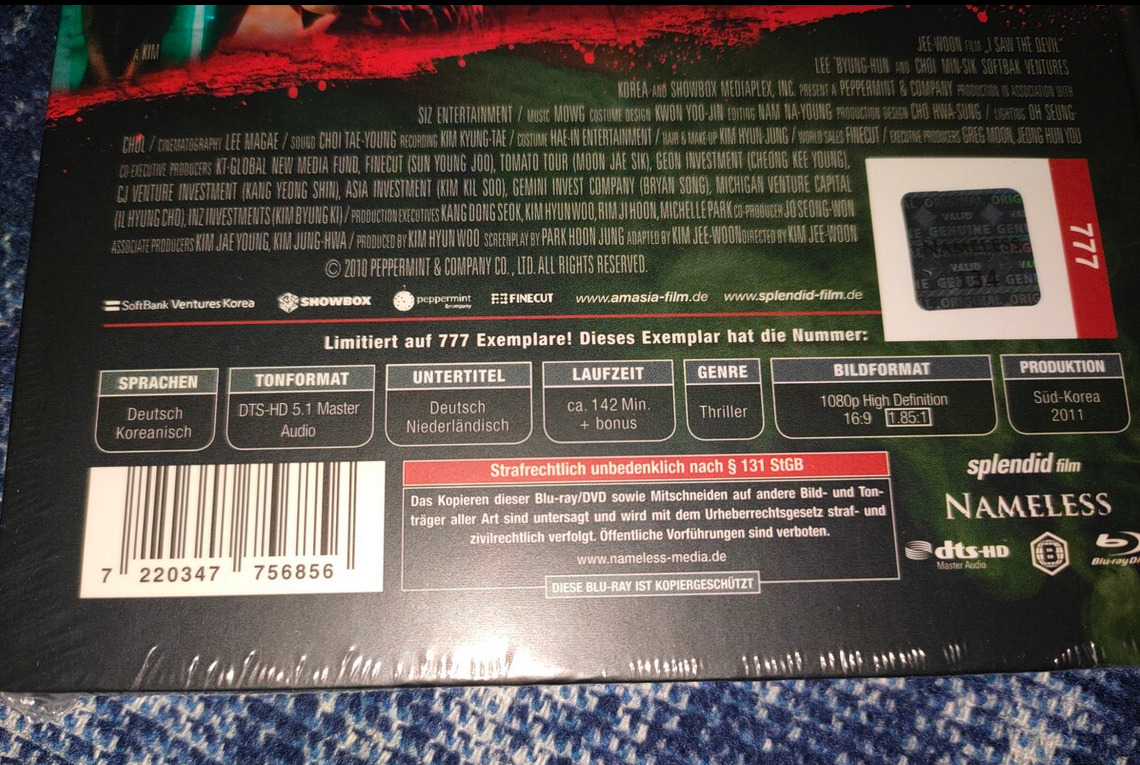 A KIM
JEE-WOON FILM „I SAW THE DEVIL“
LEE BYUNG-HUN AND CHOI MIN-SIK SOFTBAK VENTURES
KOREA AND SHOWBOX MEDIAPLEX, INC. PRESENT A PEPPERMINT & COMPANY PRODUCTION IN ASSOCIATION WITH
SIZ ENTERTAINMENT / MUSIC MOWG COSTUME DESIGN KWON YOO-JIN EDITING NAM NA-YOUNG PRODUCTION DESIGN CHO HWA-SUNG / LIGHTING OH SEUNG-
CHUL / CINEMATOGRAPHY LEE MAGAE / SOUND CHOI TAE-YOUNG RECORDING KIM KYUNG-TAE / COSTUME HAE-IN ENTERTAINMENT / HAIR & MAKE-UP KIM HYUN-JUNG / WORLD SALES FINECUT / EXECUTIVE PRODUCERS GREG MOON, JEONG HUN YOU
CO-EXECUTIVE PRODUCERS KT-GLOBAL NEW MEDIA FUND, FINECUT (SUN YOUNG JOO), TOMATO TOUR (MOON JAE SIK), GEON INVESTMENT (CHEONG KEE YOUNG),
CJ VENTURE INVESTMENT (KANG YEONG SHIN), ASIA INVESTMENT (KIM KIL SOO), GEMINI INVEST COMPANY (BRYAN SONG), MICHIGAN VENTURE CAPITAL
(IL HYUNG CHO), INZ INVESTMENTS (KIM BYUNG KI) / PRODUCTION EXECUTIVES KANG DONG SEOK, KIM HYUN WOO, RIM JI HOON, MICHELLE PARK CO-PRODUCER JO SEONG-WON
ASSOCIATE PRODUCERS KIM JAE YOUNG, KIM JUNG-HWA / PRODUCED BY KIM HYUN WOO SCREENPLAY BY PARK HOON JUNG ADAPTED BY KIM JEE-WOON DIRECTED BY KIM JEE-WOON
© 2010 PEPPERMINT & COMPANY CO., LTD. ALL RIGHTS RESERVED.
VALID
GENUINE
NAMELESS
VALID
777
SoftBank Ventures Korea SHOWBOX peppermint &company FINECUT www.amasia-film.de www.splendid-film.de
Limitiert auf 777 Exemplare! Dieses Exemplar hat die Nummer:
SPRACHEN
Deutsch
Koreanisch
TONFORMAT
DTS-HD 5.1 Master
Audio
UNTERTITEL
Deutsch
Niederländisch
LAUFZEIT
ca. 142 Min.
+ bonus
GENRE
Thriller
BILDFORMAT
1080p High Definition
16:9 1.85:1
PRODUKTION
Süd-Korea
2011
7 220347 756856
Strafrechtlich unbedenklich nach § 131 StGB
Das Kopieren dieser Blu-ray/DVD sowie Mitschneiden auf andere Bild- und Ton-
träger aller Art sind untersagt und wird mit dem Urheberrechtsgesetz straf- und
zivilrechtlich verfolgt. Öffentliche Vorführungen sind verboten.
www.nameless-media.de
DIESE BLU-RAY IST KOPIERGESCHÜTZT
splendid film
NAMELESS
dts-HD
Master Audio
B
Blu-ray